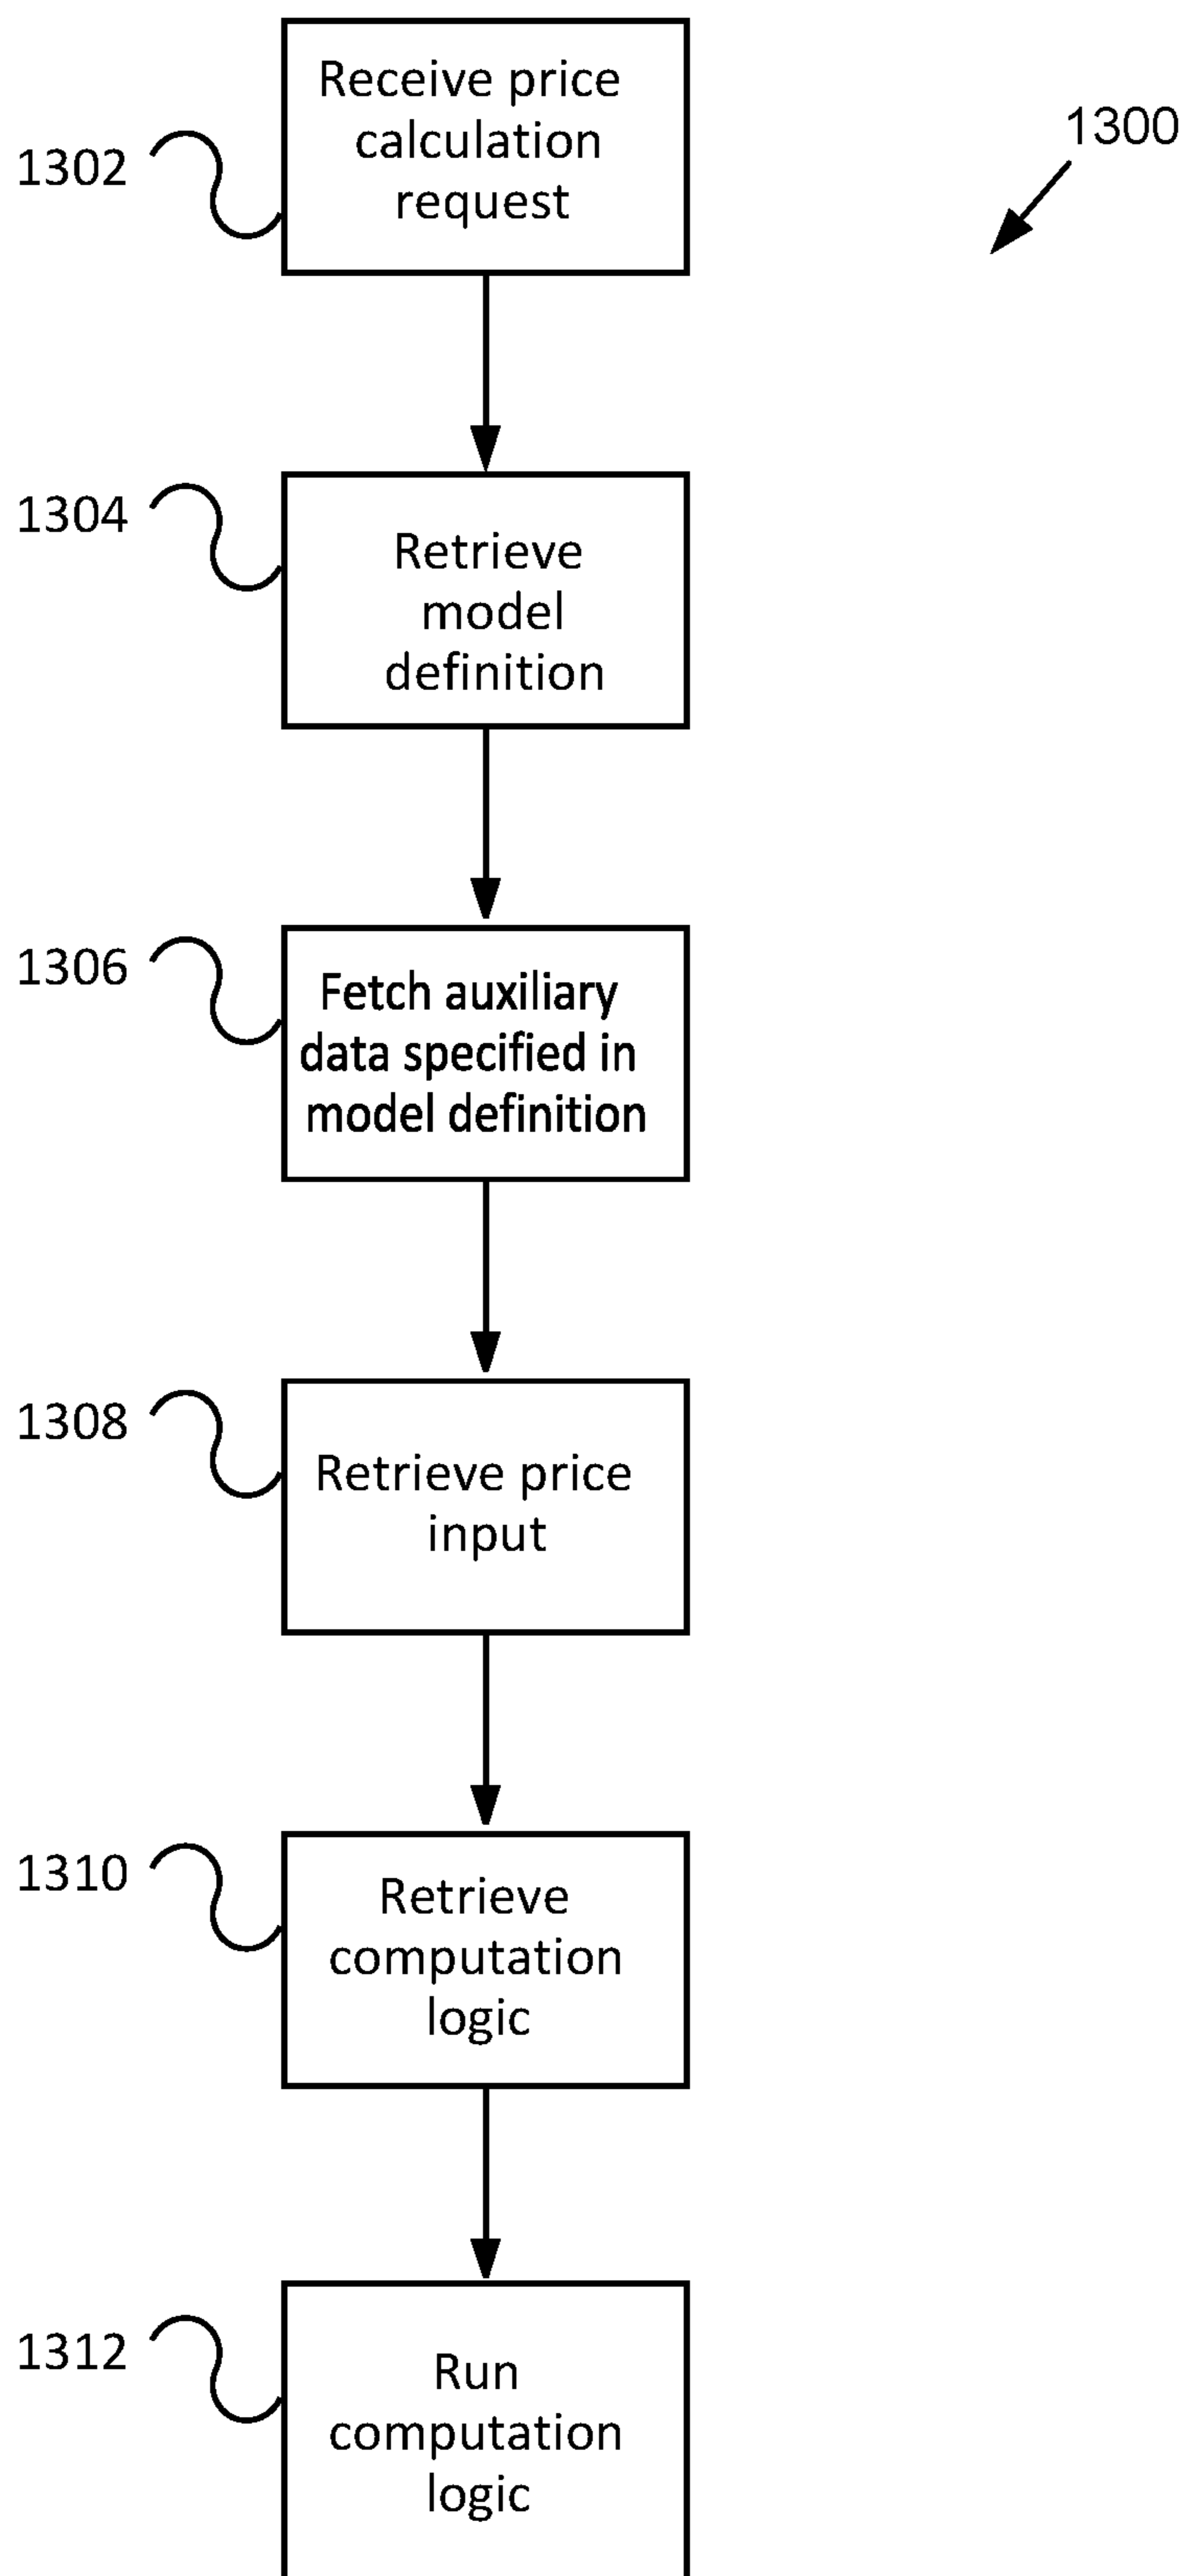 Receive price
calculation
request
1300
1302
Retrieve
model
definition
1304
Fetch auxiliary
data specified in
model definition
1306
Retrieve price
input
1308
Retrieve
computation
logic
1310
Run
computation
logic
1312